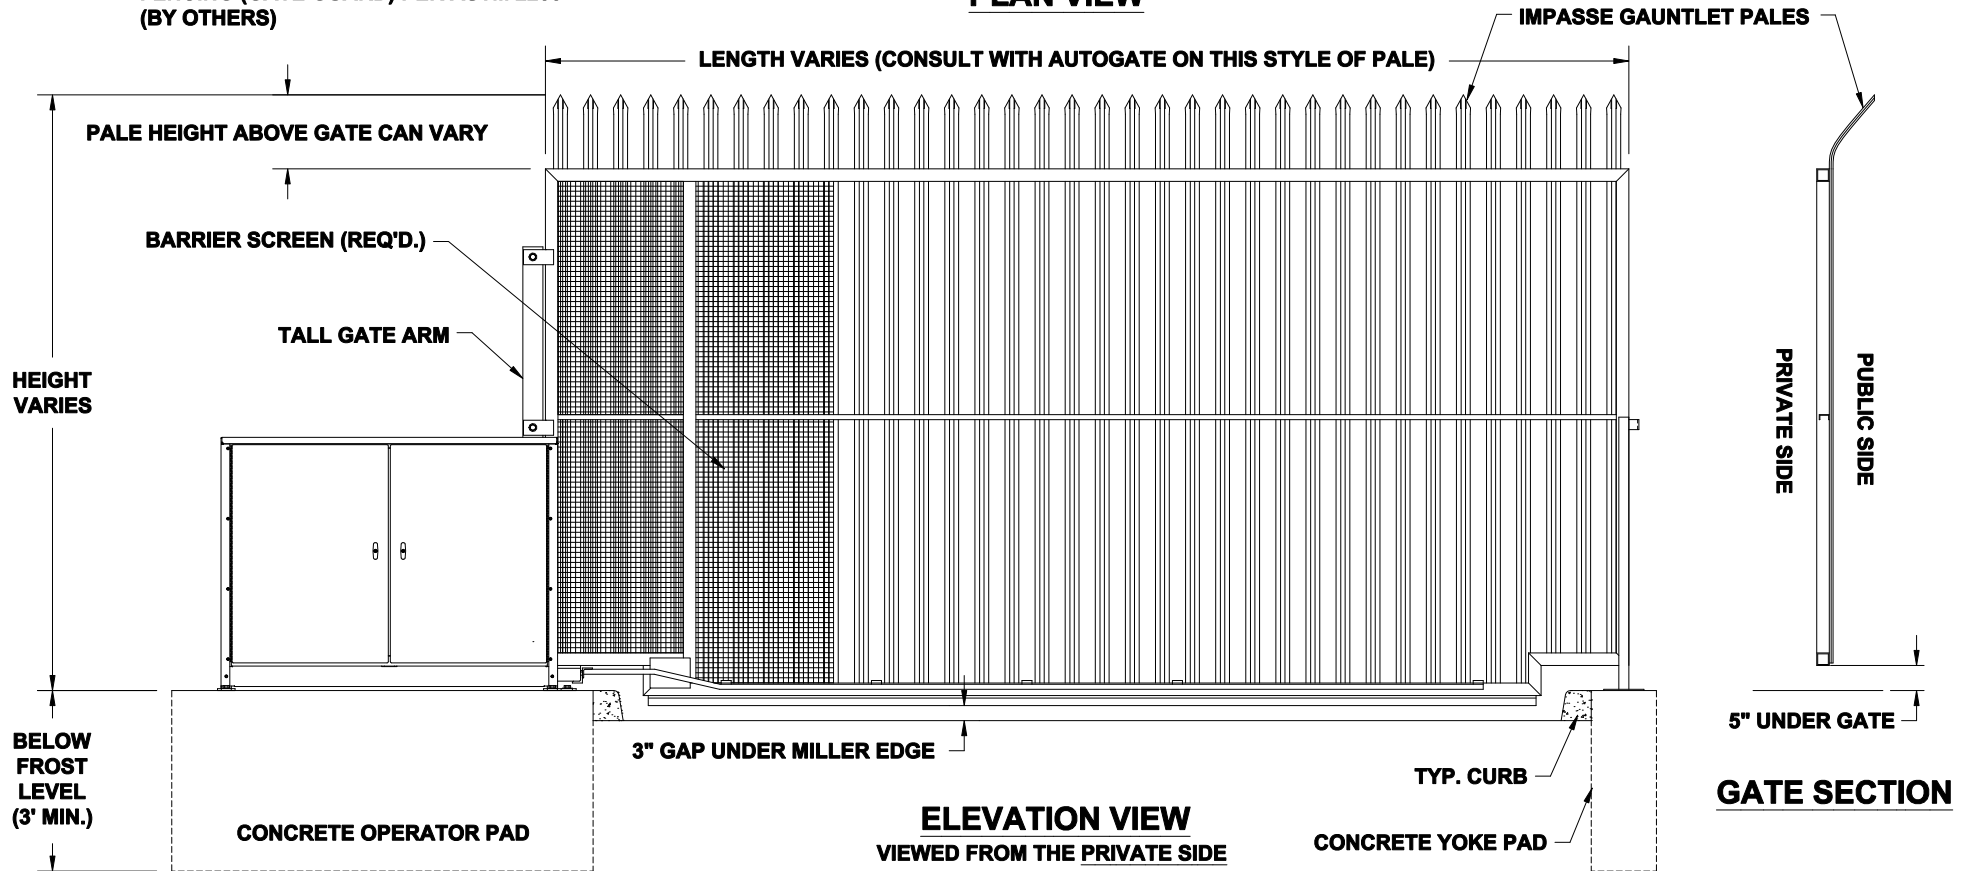 (BY OTHERS)
PLAN VIEW
IMPASSE GAUNTLET PALES
LENGTH VARIES (CONSULT WITH AUTOGATE ON THIS STYLE OF PALE)
PALE HEIGHT ABOVE GATE CAN VARY
BARRIER SCREEN (REQ'D.)
TALL GATE ARM
HEIGHT
VARIES
PRIVATE SIDE
PUBLIC SIDE
5" UNDER GATE
3" GAP UNDER MILLER EDGE
BELOW
FROST
LEVEL
(3' MIN.)
TYP. CURB
GATE SECTION
CONCRETE OPERATOR PAD
ELEVATION VIEW
VIEWED FROM THE PRIVATE SIDE
CONCRETE YOKE PAD